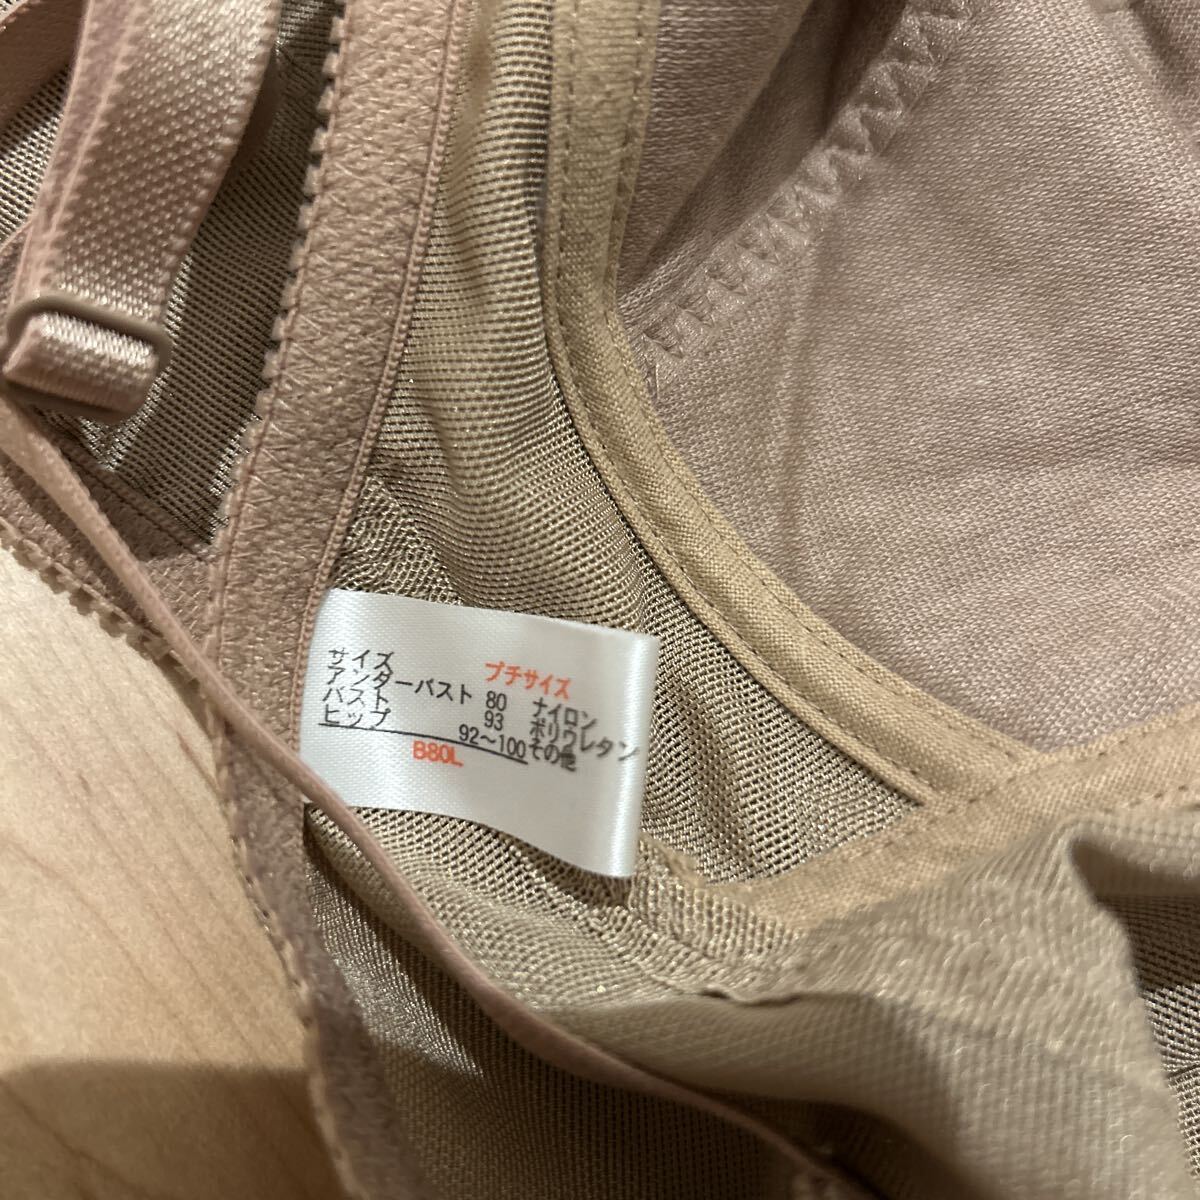 サイズ プチサイズ
アンダーバスト 80 ナイロン
バスト 93 ポリウレタン
ヒップ 92〜100 その他
B80L